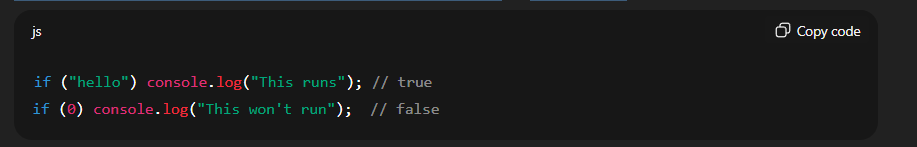 js
Copy code
if ("hello") console.log("This runs"); // true
if (0) console.log("This won't run");  // false